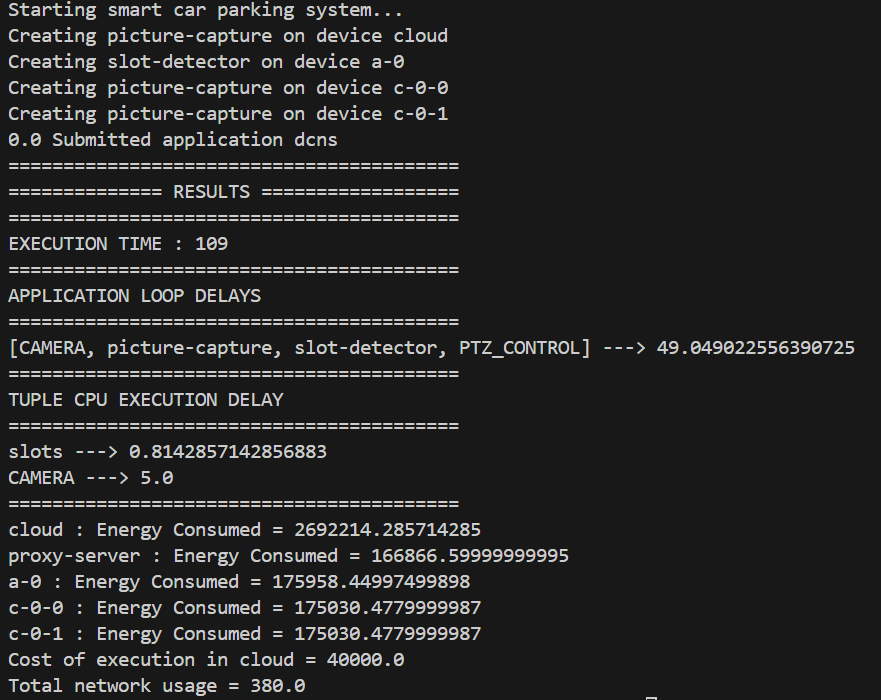 Starting smart car parking system...
Creating picture-capture on device cloud
Creating slot-detector on device a-0
Creating picture-capture on device c-0-0
Creating picture-capture on device c-0-1
0.0 Submitted application dcns
=========================================
============== RESULTS ==================
=========================================
EXECUTION TIME : 109
=========================================
APPLICATION LOOP DELAYS
=========================================
[CAMERA, picture-capture, slot-detector, PTZ_CONTROL] ---> 49.049022556390725
=========================================
TUPLE CPU EXECUTION DELAY
=========================================
slots ---> 0.8142857142856883
CAMERA ---> 5.0
=========================================
cloud : Energy Consumed = 2692214.285714285
proxy-server : Energy Consumed = 166866.59999999995
a-0 : Energy Consumed = 175958.44997499898
c-0-0 : Energy Consumed = 175030.4779999987
c-0-1 : Energy Consumed = 175030.4779999987
Cost of execution in cloud = 40000.0
Total network usage = 380.0